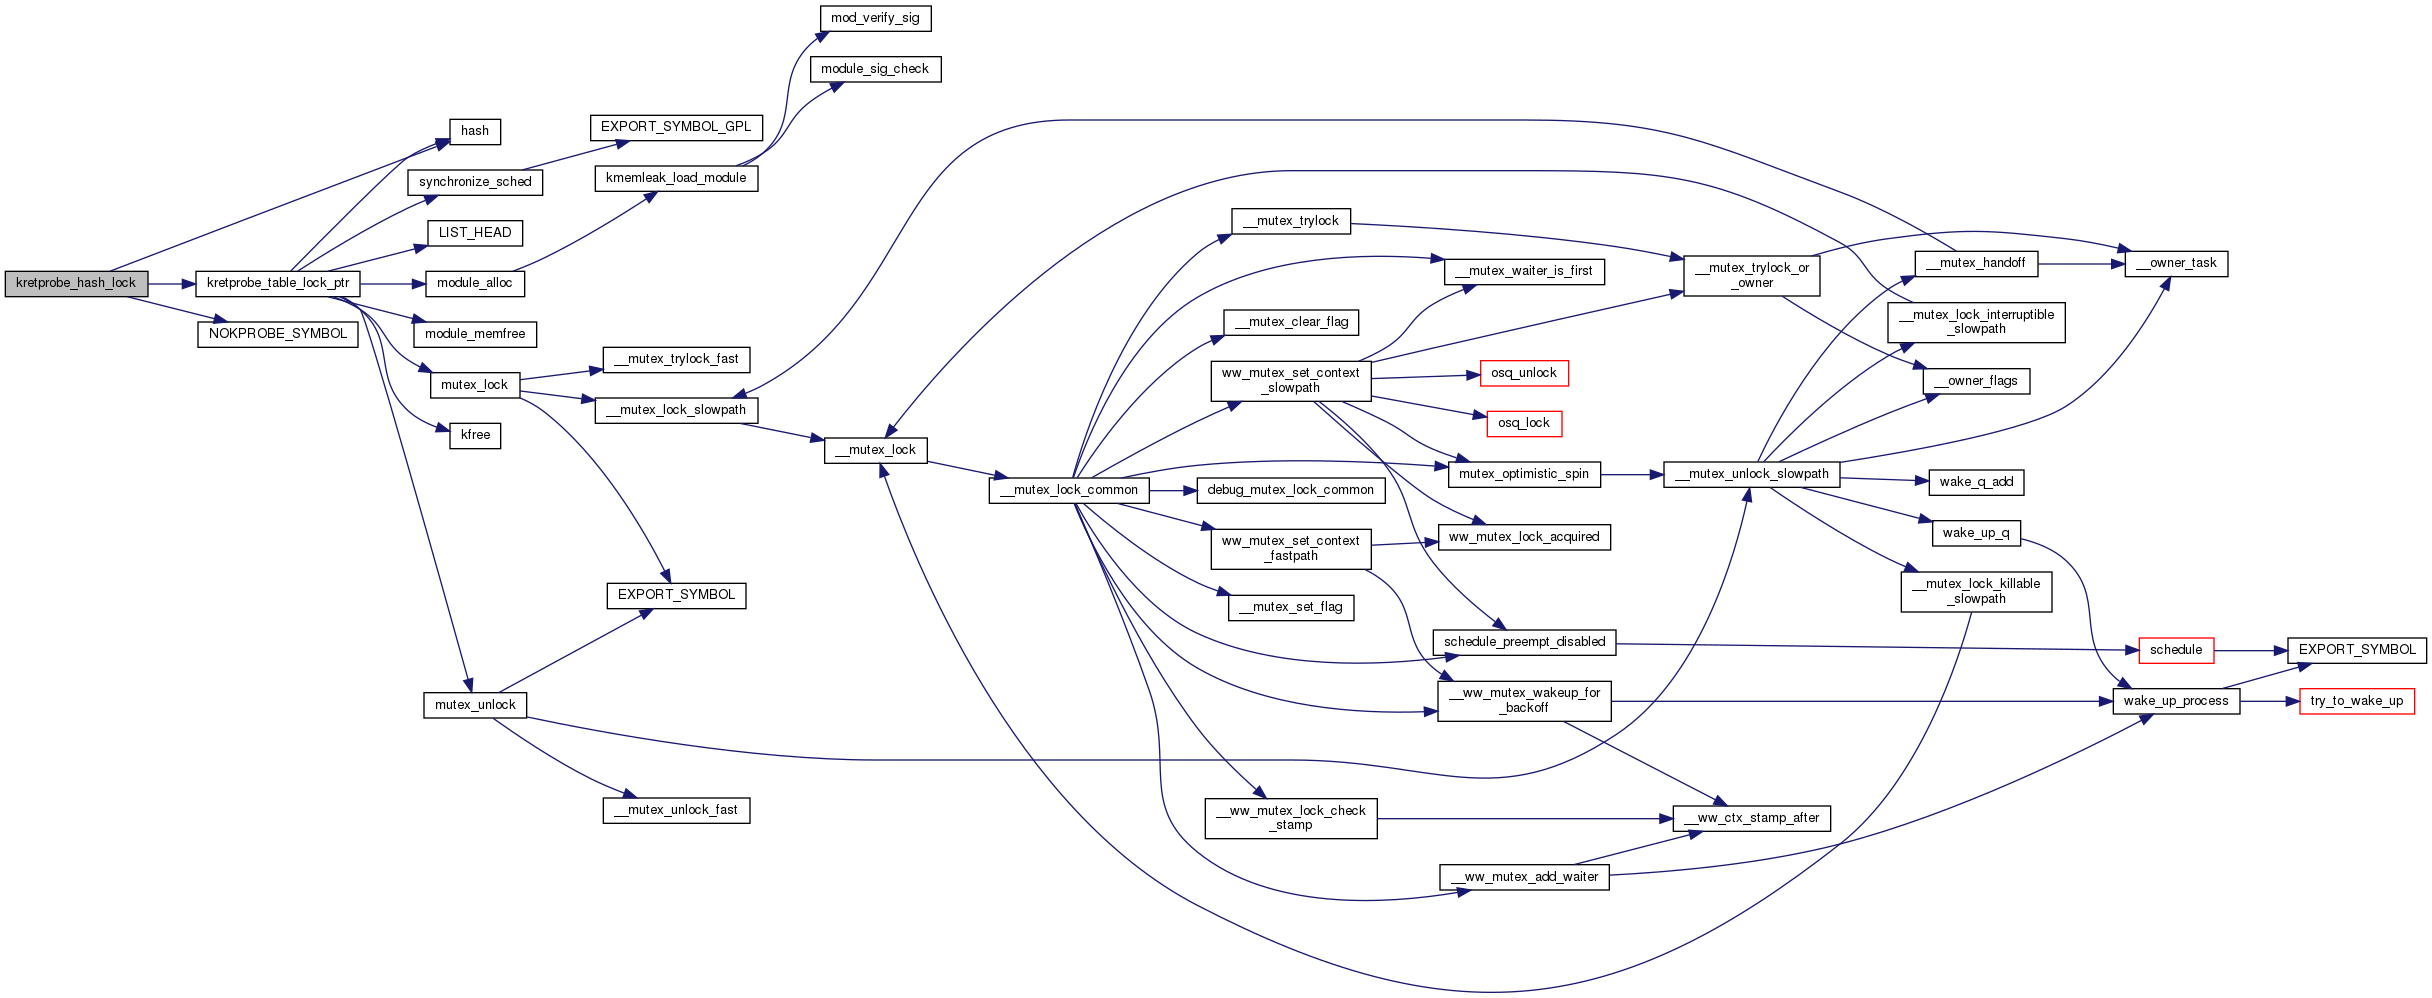 mod_verify_sig
module_sig_check
hash
EXPORT_SYMBOL_GPL
synchronize_sched
kmemleak_load_module
LIST_HEAD
kretprobe_hash_lock
kretprobe_table_lock_ptr
module_alloc
NOKPROBE_SYMBOL
module_memfree
__mutex_trylock_fast
mutex_lock
__mutex_lock_slowpath
kfree
__mutex_lock
EXPORT_SYMBOL
mutex_unlock
__mutex_unlock_fast
__mutex_lock_common
__mutex_trylock
__mutex_waiter_is_first
__mutex_clear_flag
ww_mutex_set_context
_slowpath
osq_unlock
osq_lock
mutex_optimistic_spin
debug_mutex_lock_common
ww_mutex_set_context
_fastpath
ww_mutex_lock_acquired
__mutex_set_flag
schedule_preempt_disabled
__ww_mutex_wakeup_for
_backoff
__ww_mutex_lock_check
_stamp
__ww_ctx_stamp_after
__ww_mutex_add_waiter
__mutex_trylock_or
_owner
__mutex_handoff
__owner_task
__mutex_lock_interruptible
_slowpath
__owner_flags
__mutex_unlock_slowpath
wake_q_add
wake_up_q
__mutex_lock_killable
_slowpath
schedule
EXPORT_SYMBOL
wake_up_process
try_to_wake_up